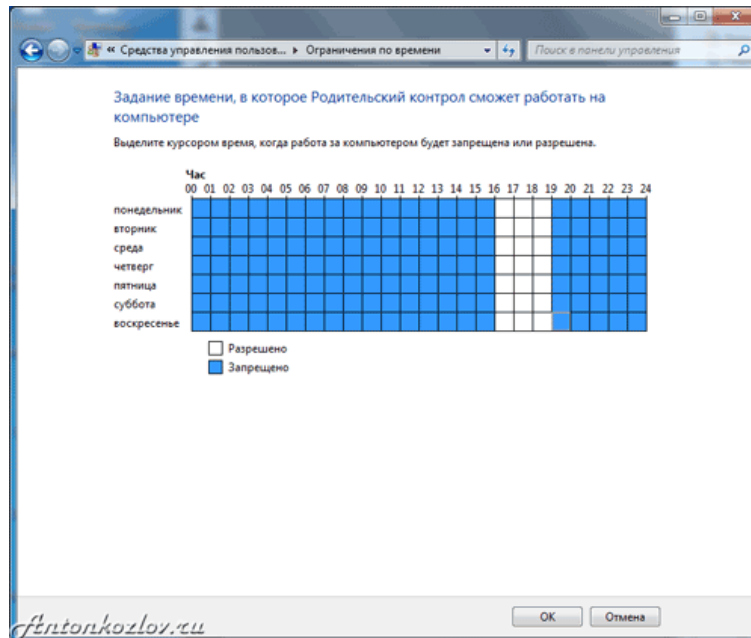 « Средства управления пользов... ▸ Ограничения по времени
Поиск в панели управления
Задание времени, в которое Родительский контроль сможет работать на
компьютере
Выделите курсором время, когда работа за компьютером будет запрещена или разрешена.
Час
00 01 02 03 04 05 06 07 08 09 10 11 12 13 14 15 16 17 18 19 20 21 22 23 24
понедельник
вторник
среда
четверг
пятница
суббота
воскресенье
Разрешено
Запрещено
ОК
Отмена
Antonkozlov.ru